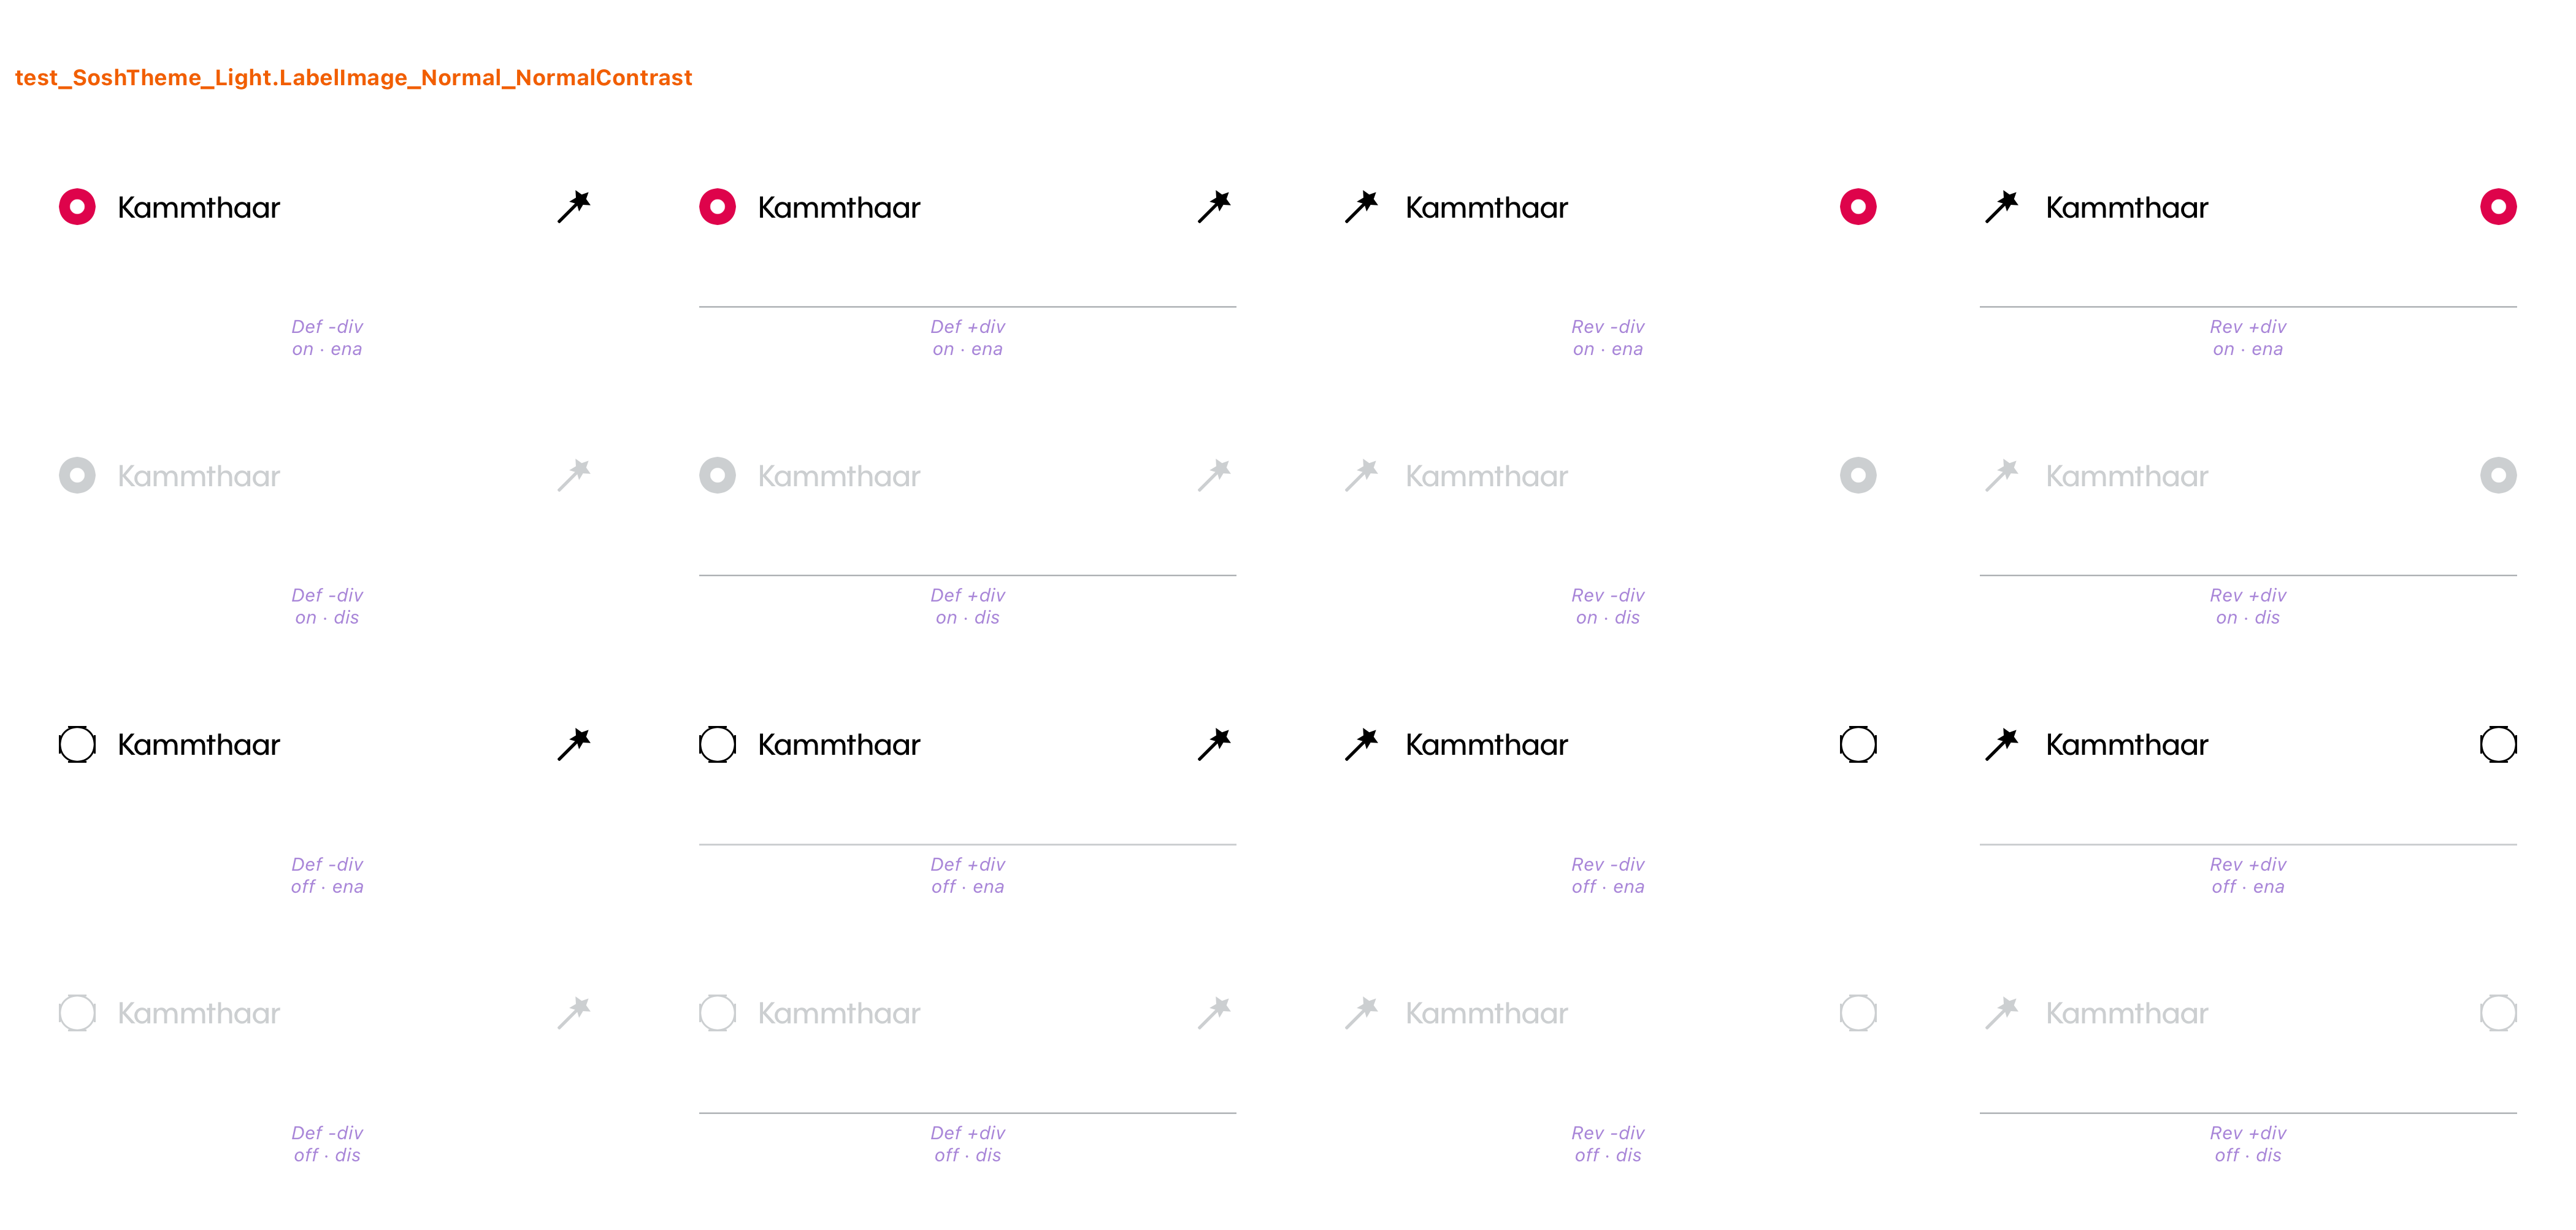 test_SoshTheme_Light.LabelImage_Normal_NormalContrast
Kammthaar
Kammthaar
Kammthaar
Kammthaar
Def -div
on · ena
Def +div
on · ena
Rev -div
on · ena
Rev +div
on · ena
Kammthaar
Kammthaar
Kammthaar
Kammthaar
Def -div
on · dis
Def +div
on · dis
Rev -div
on · dis
Rev +div
on · dis
Kammthaar
Kammthaar
Kammthaar
Kammthaar
Def -div
off · ena
Def +div
off · ena
Rev -div
off · ena
Rev +div
off · ena
Kammthaar
Kammthaar
Kammthaar
Kammthaar
Def -div
off · dis
Def +div
off · dis
Rev -div
off · dis
Rev +div
off · dis